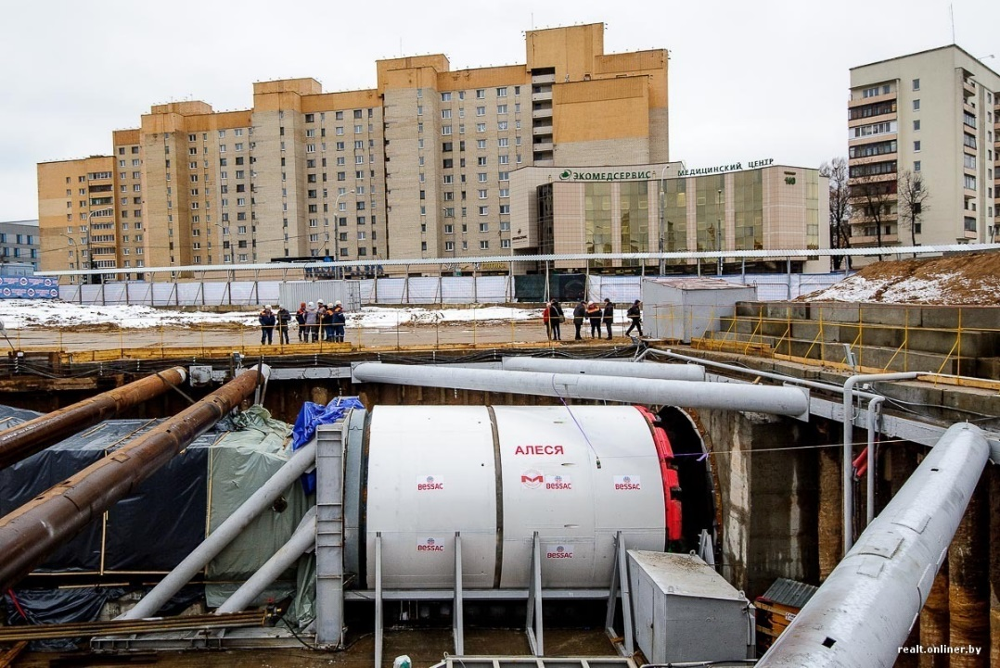 ЭКОМЕДСЕРВИС
МЕДИЦИНСКИЙ ЦЕНТР
АЛЕСЯ
BESSAC
BESSAC
BESSAC
BESSAC
BESSAC
realt.onliner.by